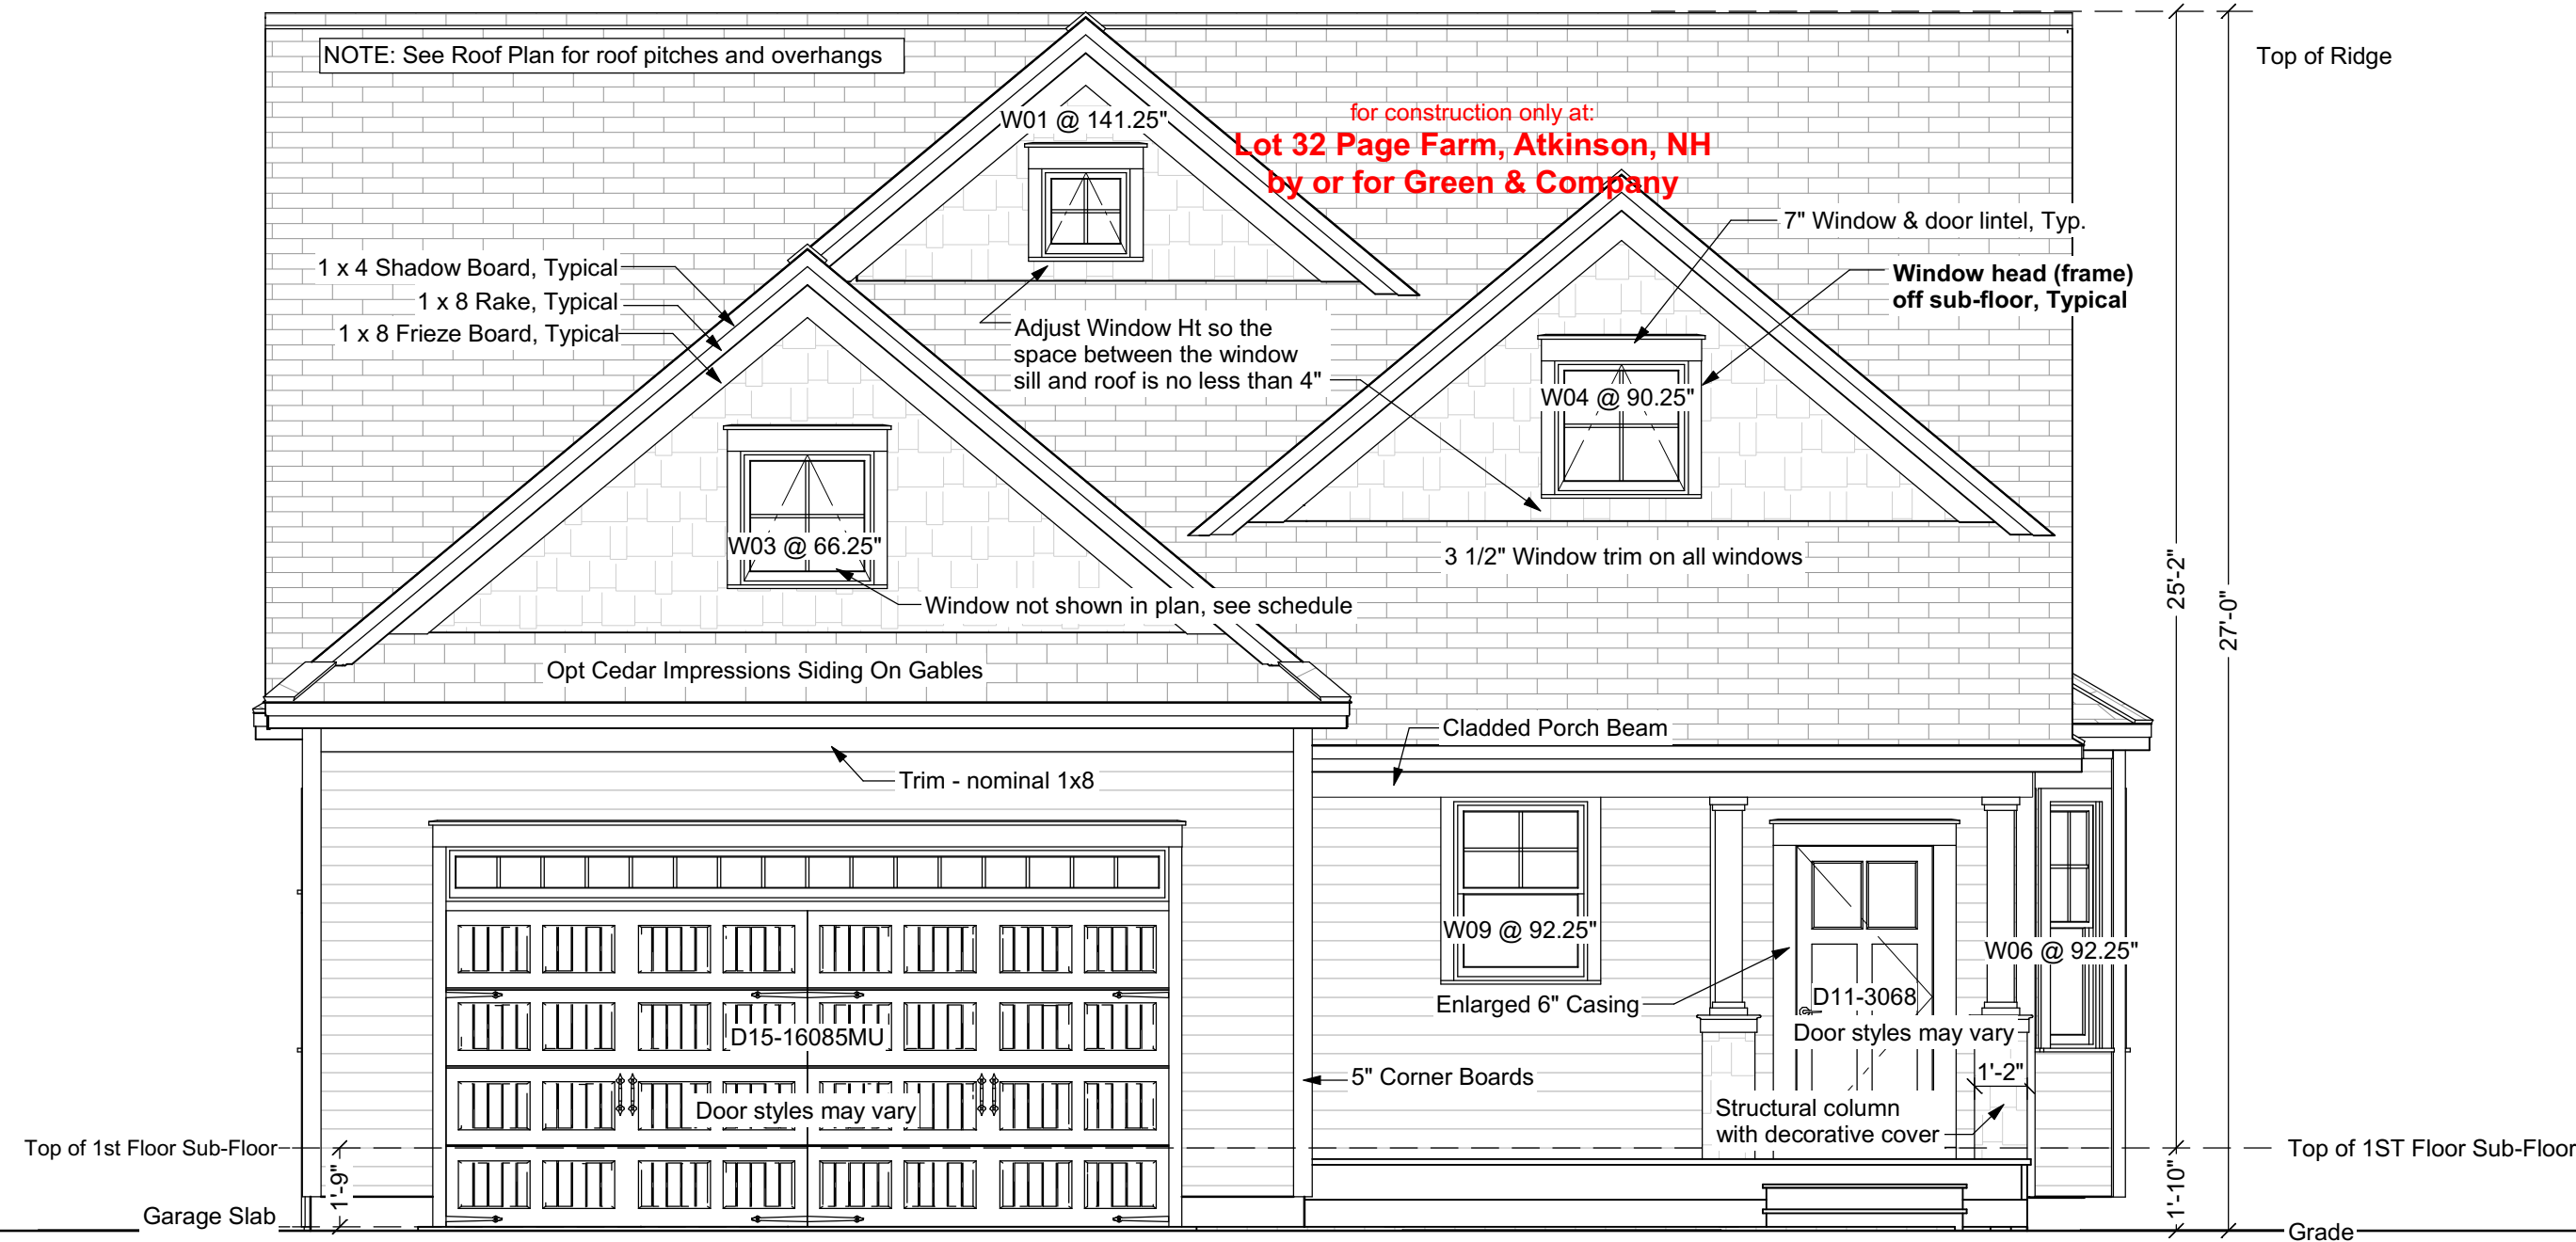 Top of Ridge
NOTE: See Roof Plan for roof pitches and overhangs
for construction only at:
Lot 32 Page Farm, Atkinson, NH
by or for Green & Company
W01 @ 141.25"
7" Window & door lintel, Typ.
Window head (frame)
off sub-floor, Typical
1 x 4 Shadow Board, Typical
1 x 8 Rake, Typical
1 x 8 Frieze Board, Typical
Adjust Window Ht so the
space between the window
sill and roof is no less than 4"
W04 @ 90.25"
W03 @ 66.25"
3 1/2" Window trim on all windows
Window not shown in plan, see schedule
25'-2"
27'-0"
Opt Cedar Impressions Siding On Gables
Cladded Porch Beam
Trim - nominal 1x8
W09 @ 92.25"
W06 @ 92.25"
Enlarged 6" Casing
D11-3068
Door styles may vary
D15-16085MU
5" Corner Boards
1'-2"
Door styles may vary
Structural column
with decorative cover
Top of 1st Floor Sub-Floor
Top of 1ST Floor Sub-Floor
1'-9"
1'-10"
Garage Slab
Grade